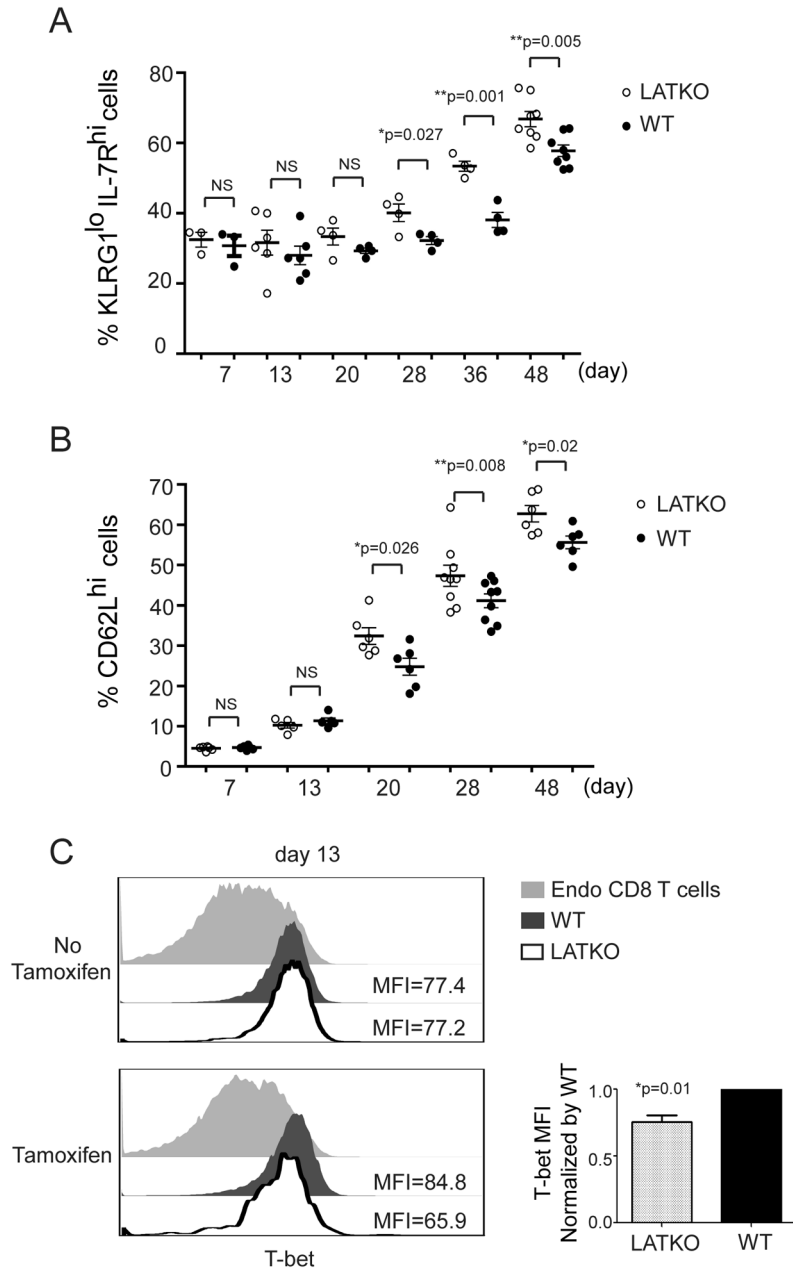 A
% KLRG1lo IL-7Rhi cells
80
60
40
20
0
NS
NS
NS
*p=0.027
**p=0.001
**p=0.005
LATKO
WT
7 13 20 28 36 48 (day)
B
% CD62Lhi cells
70
60
50
40
30
20
10
0
NS
NS
*p=0.026
**p=0.008
*p=0.02
LATKO
WT
7 13 20 28 48 (day)
C
day 13
No
Tamoxifen
MFI=77.4
MFI=77.2
Endo CD8 T cells
WT
LATKO
Tamoxifen
MFI=84.8
MFI=65.9
T-bet
T-bet MFI
Normalized by WT
1.0
0.5
0.0
*p=0.01
LATKO WT